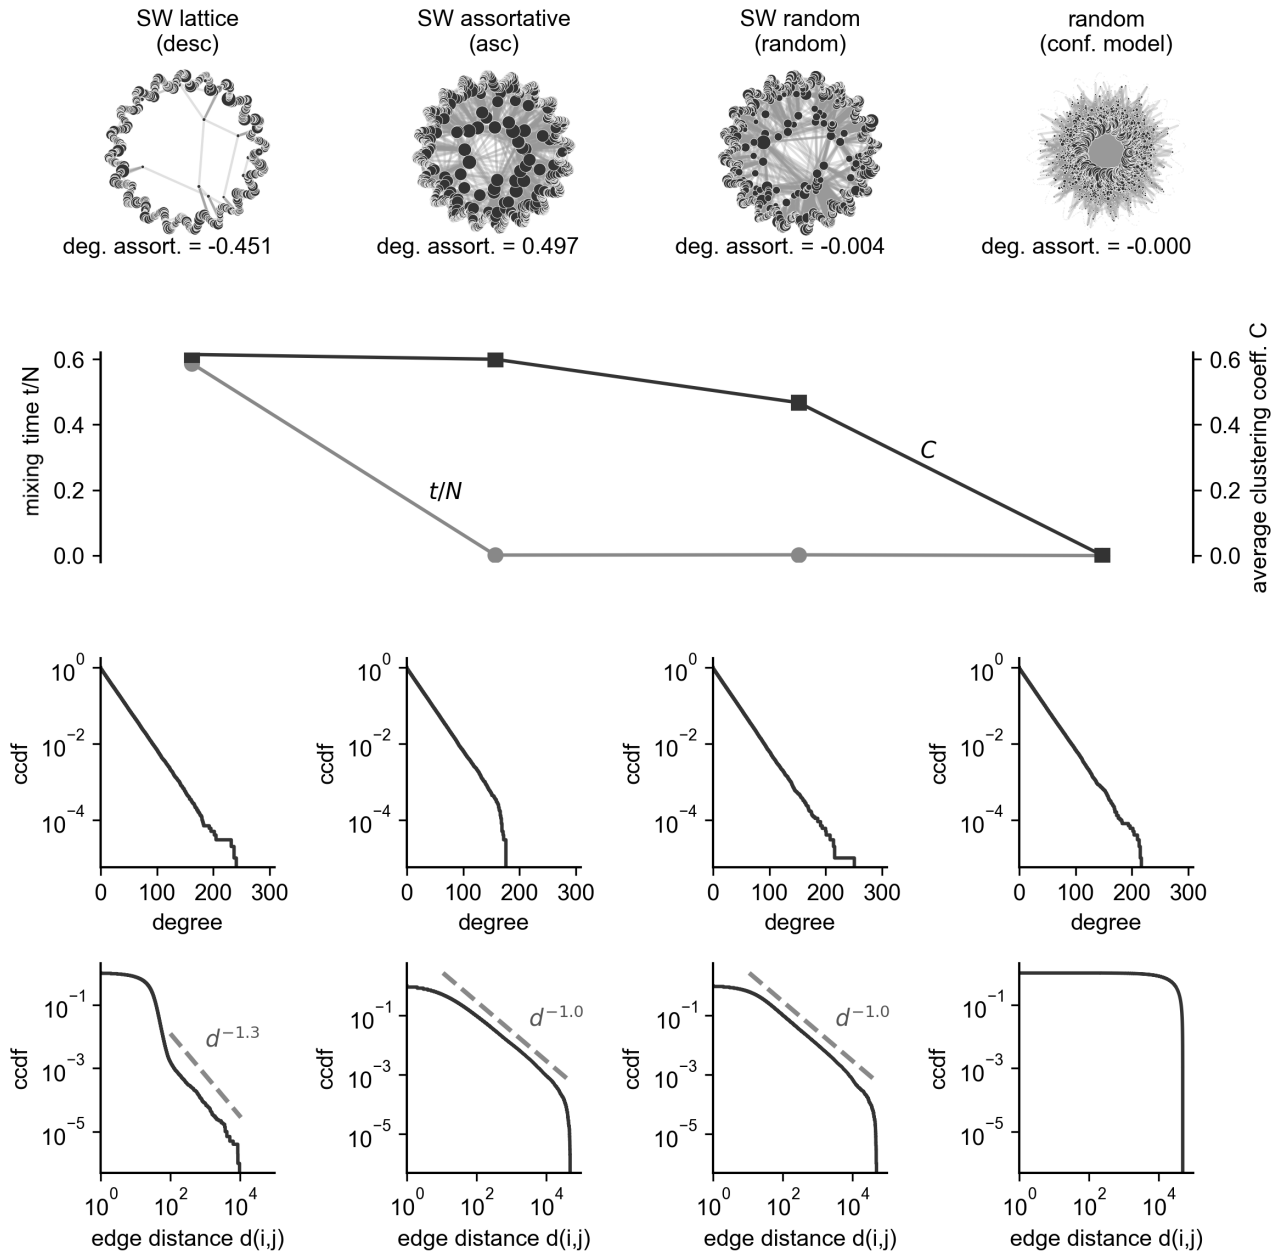 SW lattice
(desc)
SW assortative
(asc)
SW random
(random)
random
(conf. model)
deg. assort. = -0.451
deg. assort. = 0.497
deg. assort. = -0.004
deg. assort. = -0.000
mixing time t/N
0.6
0.4
0.2
0.0
t/N
C
0.6
0.4
0.2
0.0
average clustering coeff. C
ccdf
10^0
10^−2
10^−4
0 100 200 300
degree
ccdf
10^0
10^−2
10^−4
0 100 200 300
degree
ccdf
10^0
10^−2
10^−4
0 100 200 300
degree
ccdf
10^0
10^−2
10^−4
0 100 200 300
degree
ccdf
10^−1
10^−3
10^−5
d^−1.3
10^0 10^2 10^4
edge distance d(i,j)
ccdf
10^−1
10^−3
10^−5
d^−1.0
10^0 10^2 10^4
edge distance d(i,j)
ccdf
10^−1
10^−3
10^−5
d^−1.0
10^0 10^2 10^4
edge distance d(i,j)
ccdf
10^−1
10^−3
10^−5
10^0 10^2 10^4
edge distance d(i,j)